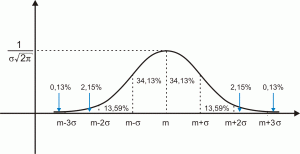 1
σ√2π
34,13% 34,13%
0,13% 2,15% 2,15% 0,13%
13,59% 13,59%
m-3σ m-2σ m-σ m m+σ m+2σ m+3σ